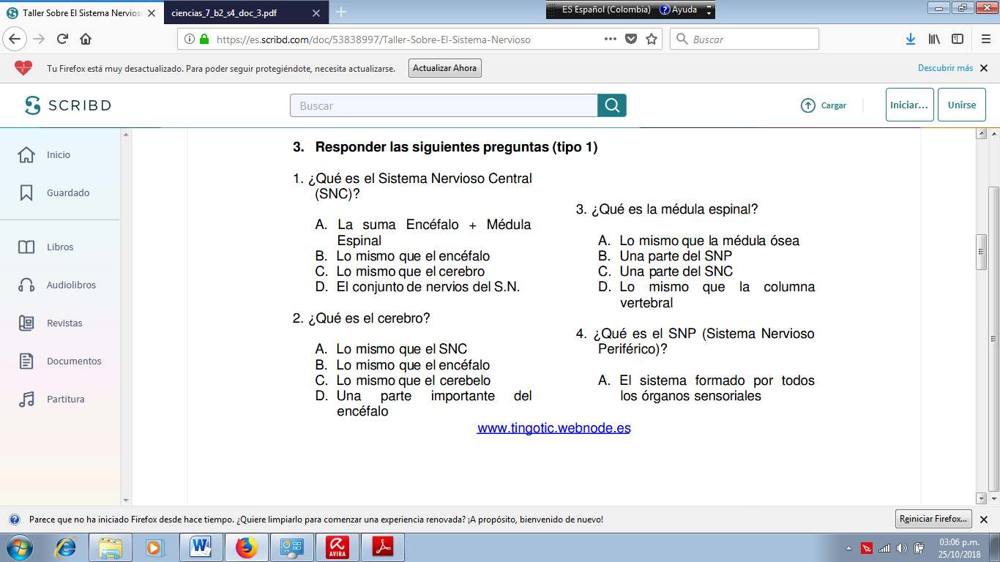 Taller Sobre El Sistema Nervioso
ciencias_7_b2_s4_doc_3.pdf
ES Español (Colombia) Ayuda
https://es.scribd.com/doc/53838997/Taller-Sobre-El-Sistema-Nervioso
Buscar
Tu Firefox está muy desactualizado. Para poder seguir protegiéndote, necesita actualizarse.
Actualizar Ahora
Descubrir más
SCRIBD
Buscar
Cargar
Iniciar...
Unirse
Inicio
Guardado
Libros
Audiolibros
Revistas
Documentos
Partitura
3. Responder las siguientes preguntas (tipo 1)
1. ¿Qué es el Sistema Nervioso Central
(SNC)?
A. La suma Encéfalo + Médula
Espinal
B. Lo mismo que el encéfalo
C. Lo mismo que el cerebro
D. El conjunto de nervios del S.N.
2. ¿Qué es el cerebro?
A. Lo mismo que el SNC
B. Lo mismo que el encéfalo
C. Lo mismo que el cerebelo
D. Una parte importante del
encéfalo
3. ¿Qué es la médula espinal?
A. Lo mismo que la médula ósea
B. Una parte del SNP
C. Una parte del SNC
D. Lo mismo que la columna
vertebral
4. ¿Qué es el SNP (Sistema Nervioso
Periférico)?
A. El sistema formado por todos
los órganos sensoriales
www.tingotic.webnode.es
Parece que no ha iniciado Firefox desde hace tiempo. ¿Quiere limpiarlo para comenzar una experiencia renovada? ¡A propósito, bienvenido de nuevo!
Reiniciar Firefox...
AVIRA
03:06 p.m.
25/10/2018